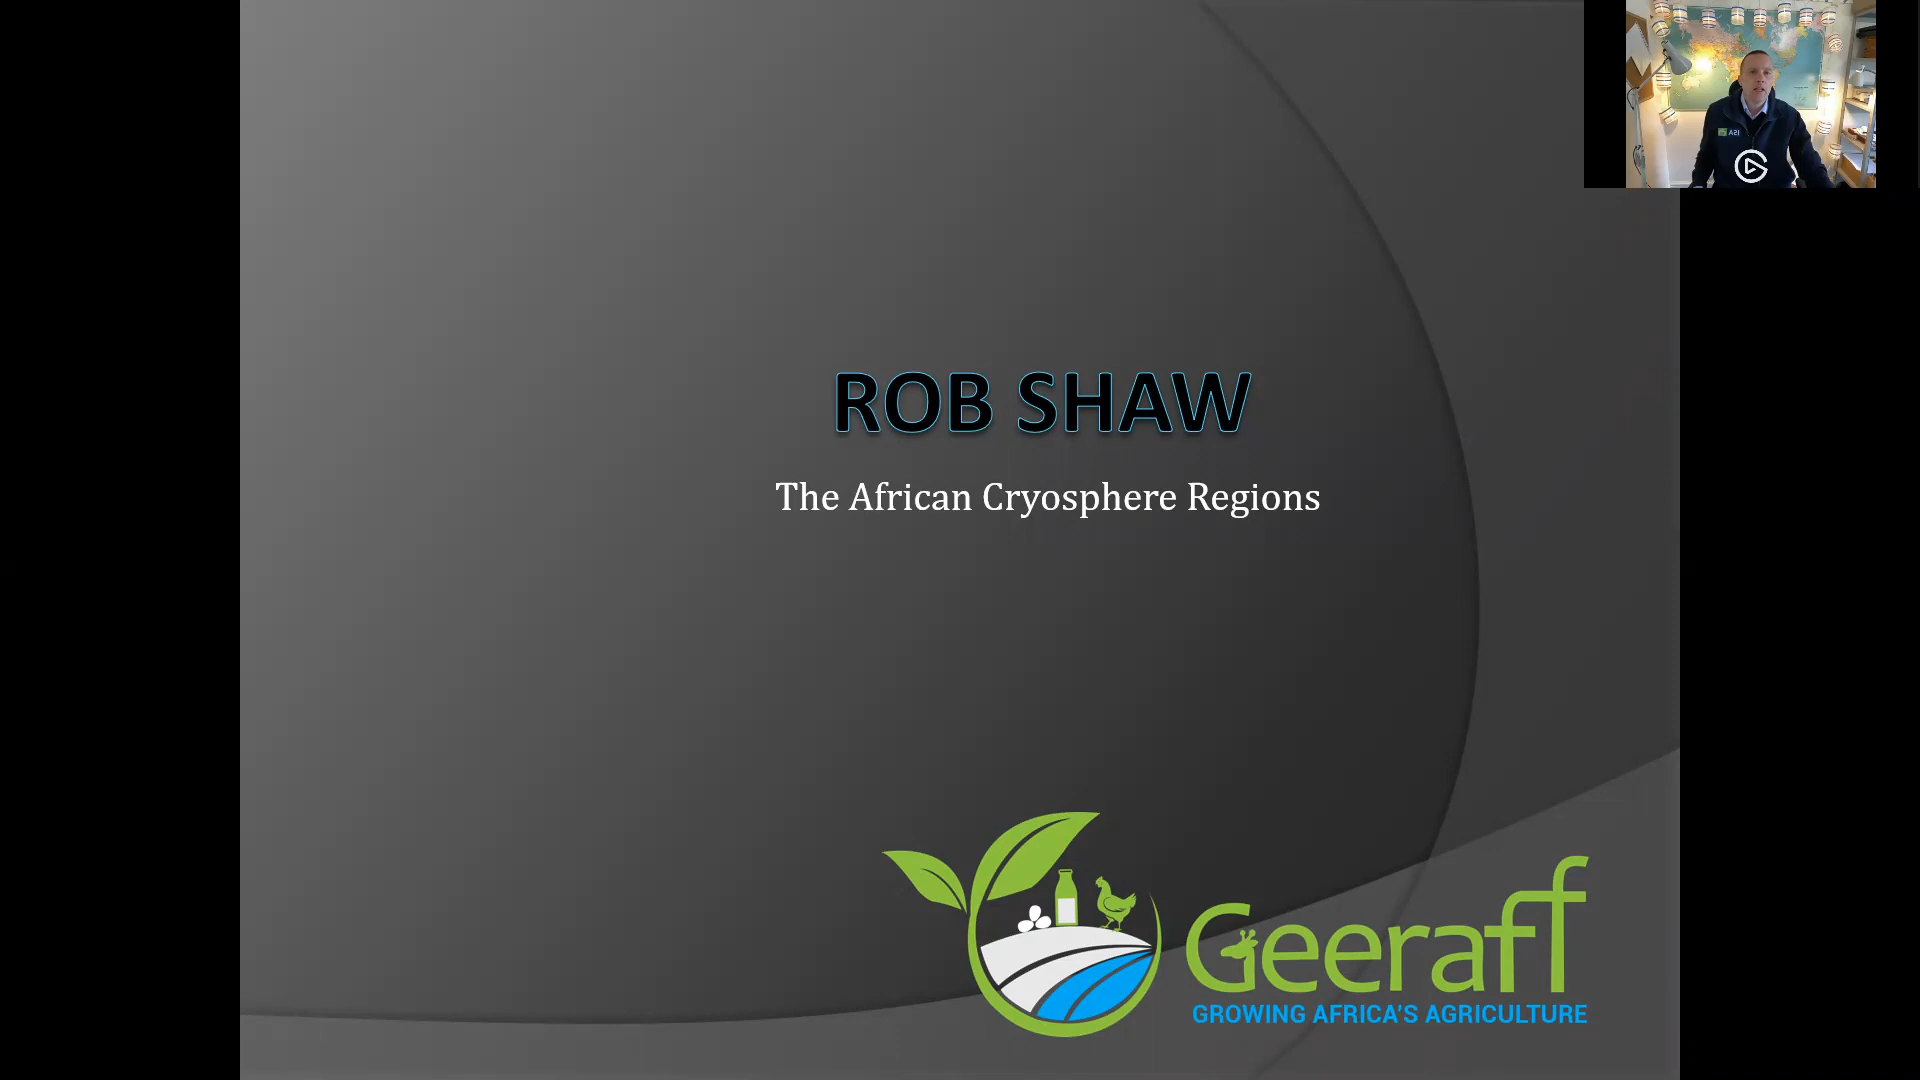 ROB SHAW
The African Cryosphere Regions
Geeraff
GROWING AFRICA'S AGRICULTURE